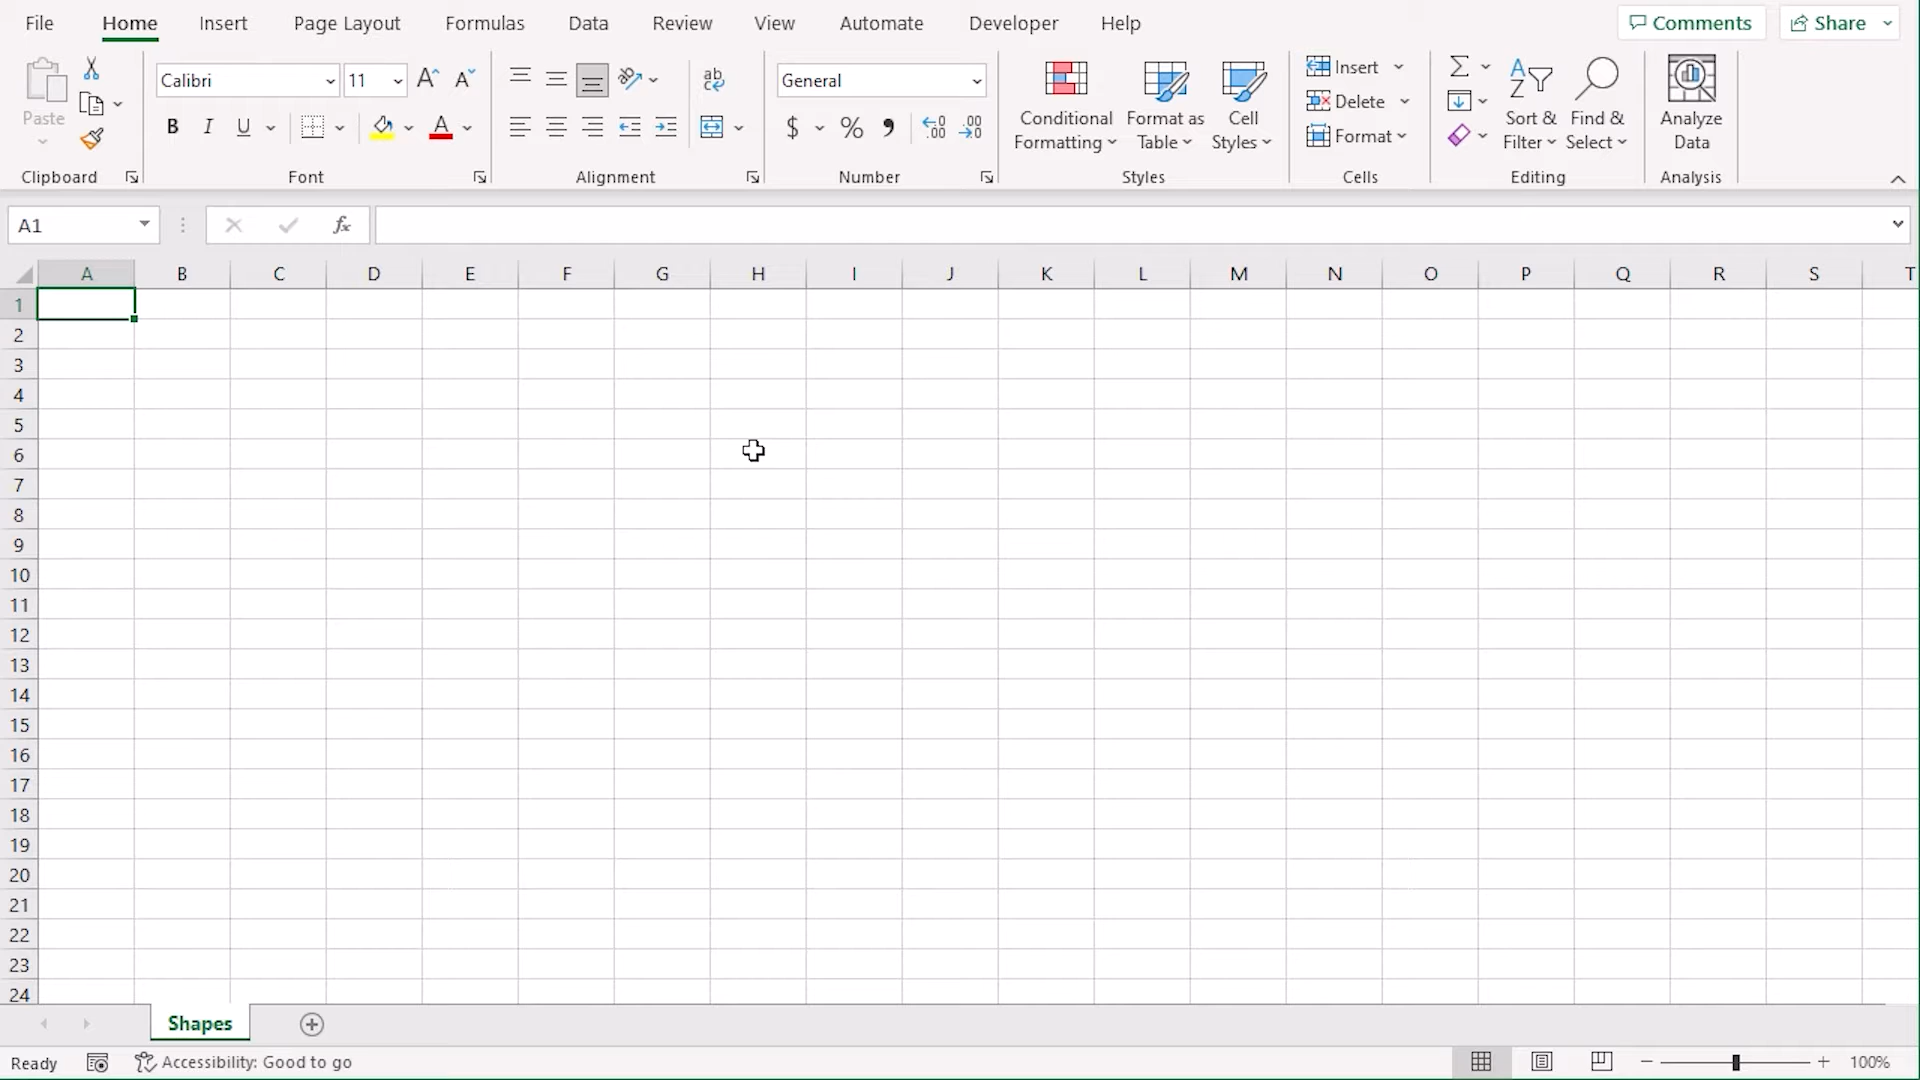 File Home Insert Page Layout Formulas Data Review View Automate Developer Help Comments Share
Paste
Clipboard
Calibri 11
B I U
Font
ab
Alignment
General
$ %
Number
Conditional Formatting
Format as Table
Cell Styles
Styles
Insert
Delete
Format
Cells
Sort & Filter
Find & Select
Editing
Analyze Data
Analysis
A1
fx
A B C D E F G H I J K L M N O P Q R S T
1
2
3
4
5
6
7
8
9
10
11
12
13
14
15
16
17
18
19
20
21
22
23
24
Shapes
Ready Accessibility: Good to go 100%